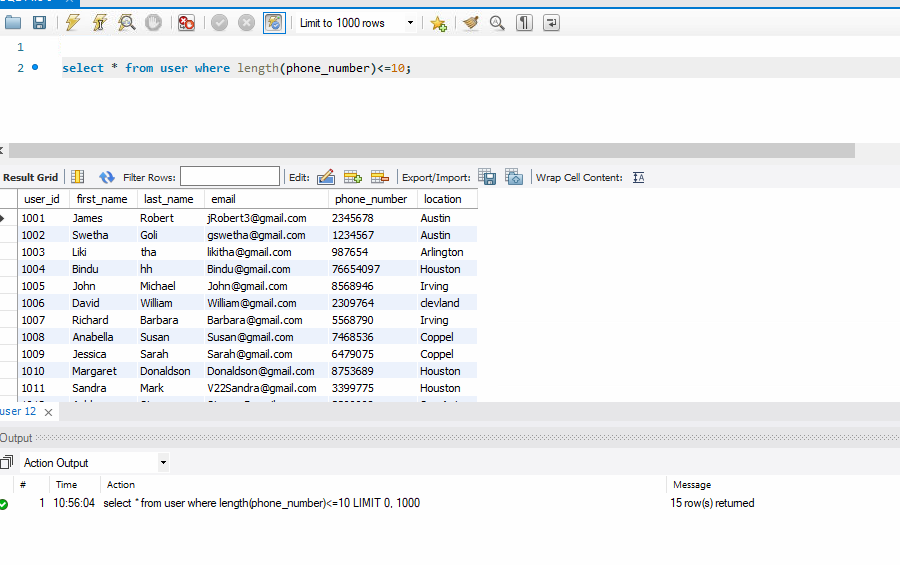 Limit to 1000 rows
1
2 select * from user where length(phone_number)<=10;
Result Grid Filter Rows: Edit: Export/Import: Wrap Cell Content: IA
user_id first_name last_name email phone_number location
1001 James Robert jRobert3@gmail.com 2345678 Austin
1002 Swetha Goli gswetha@gmail.com 1234567 Austin
1003 Liki tha likitha@gmail.com 987654 Arlington
1004 Bindu hh Bindu@gmail.com 76654097 Houston
1005 John Michael John@gmail.com 8568946 Irving
1006 David William William@gmail.com 2309764 clevland
1007 Richard Barbara Barbara@gmail.com 5568790 Irving
1008 Anabella Susan Susan@gmail.com 7468536 Coppel
1009 Jessica Sarah Sarah@gmail.com 6479075 Coppel
1010 Margaret Donaldson Donaldson@gmail.com 8753689 Houston
1011 Sandra Mark V22Sandra@gmail.com 3399775 Houston
user 12
Output
Action Output
# Time Action Message
1 10:56:04 select * from user where length(phone_number)<=10 LIMIT 0, 1000 15 row(s) returned